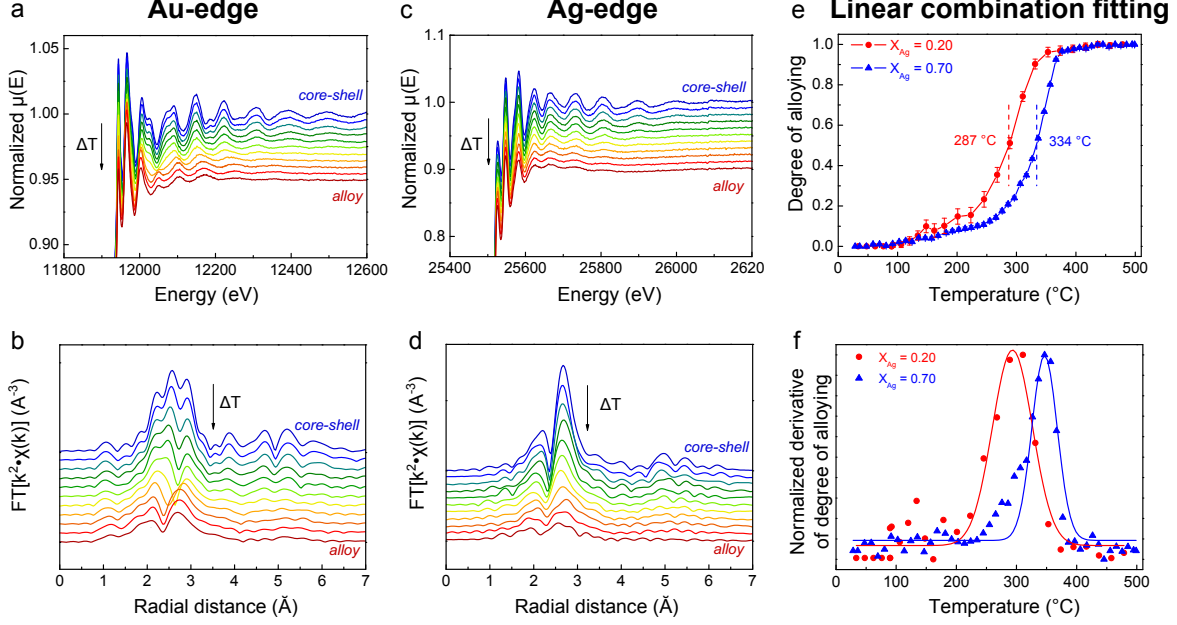 a
Au-edge
Normalized μ(E)
1.05
1.00
0.95
0.90
ΔT
core-shell
alloy
11800 12000 12200 12400 12600
Energy (eV)
b
FT[k²•χ(k)] (A⁻³)
ΔT
core-shell
alloy
0 1 2 3 4 5 6 7
Radial distance (Å)
c
Ag-edge
Normalized μ(E)
1.1
1.0
0.9
0.8
ΔT
core-shell
alloy
25400 25600 25800 26000 2620
Energy (eV)
d
FT[k²•χ(k)] (A⁻³)
ΔT
core-shell
alloy
0 1 2 3 4 5 6 7
Radial distance (Å)
e
Linear combination fitting
Degree of alloying
1.0
0.8
0.6
0.4
0.2
0.0
X_Ag = 0.20
X_Ag = 0.70
287 °C
334 °C
0 100 200 300 400 500
Temperature (°C)
f
Normalized derivative
of degree of alloying
X_Ag = 0.20
X_Ag = 0.70
0 100 200 300 400 500
Temperature (°C)